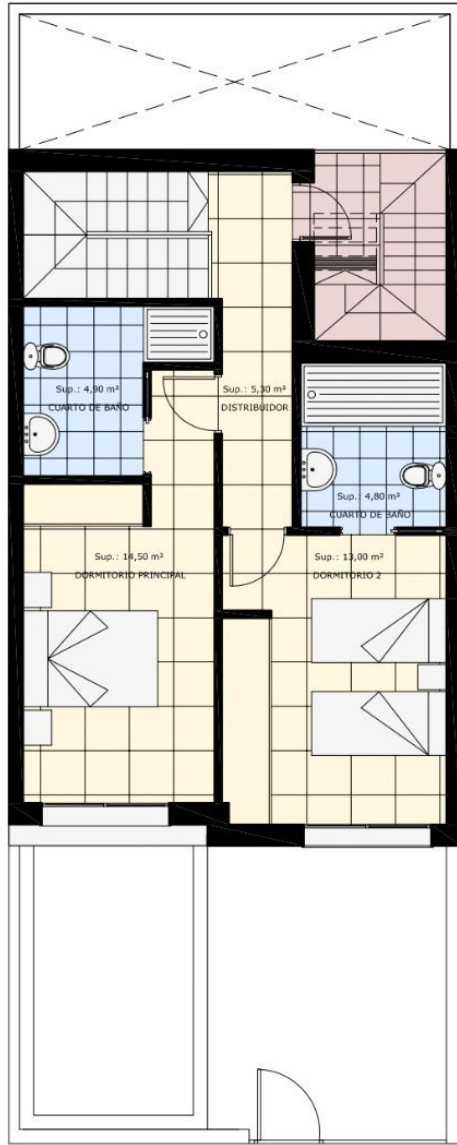 Sup.: 4,90 m²
CUARTO DE BAÑO
Sup.: 5,30 m²
DISTRIBUIDOR
Sup.: 4,80 m²
CUARTO DE BAÑO
Sup.: 14,50 m²
DORMITORIO PRINCIPAL
Sup.: 13,00 m²
DORMITORIO 2